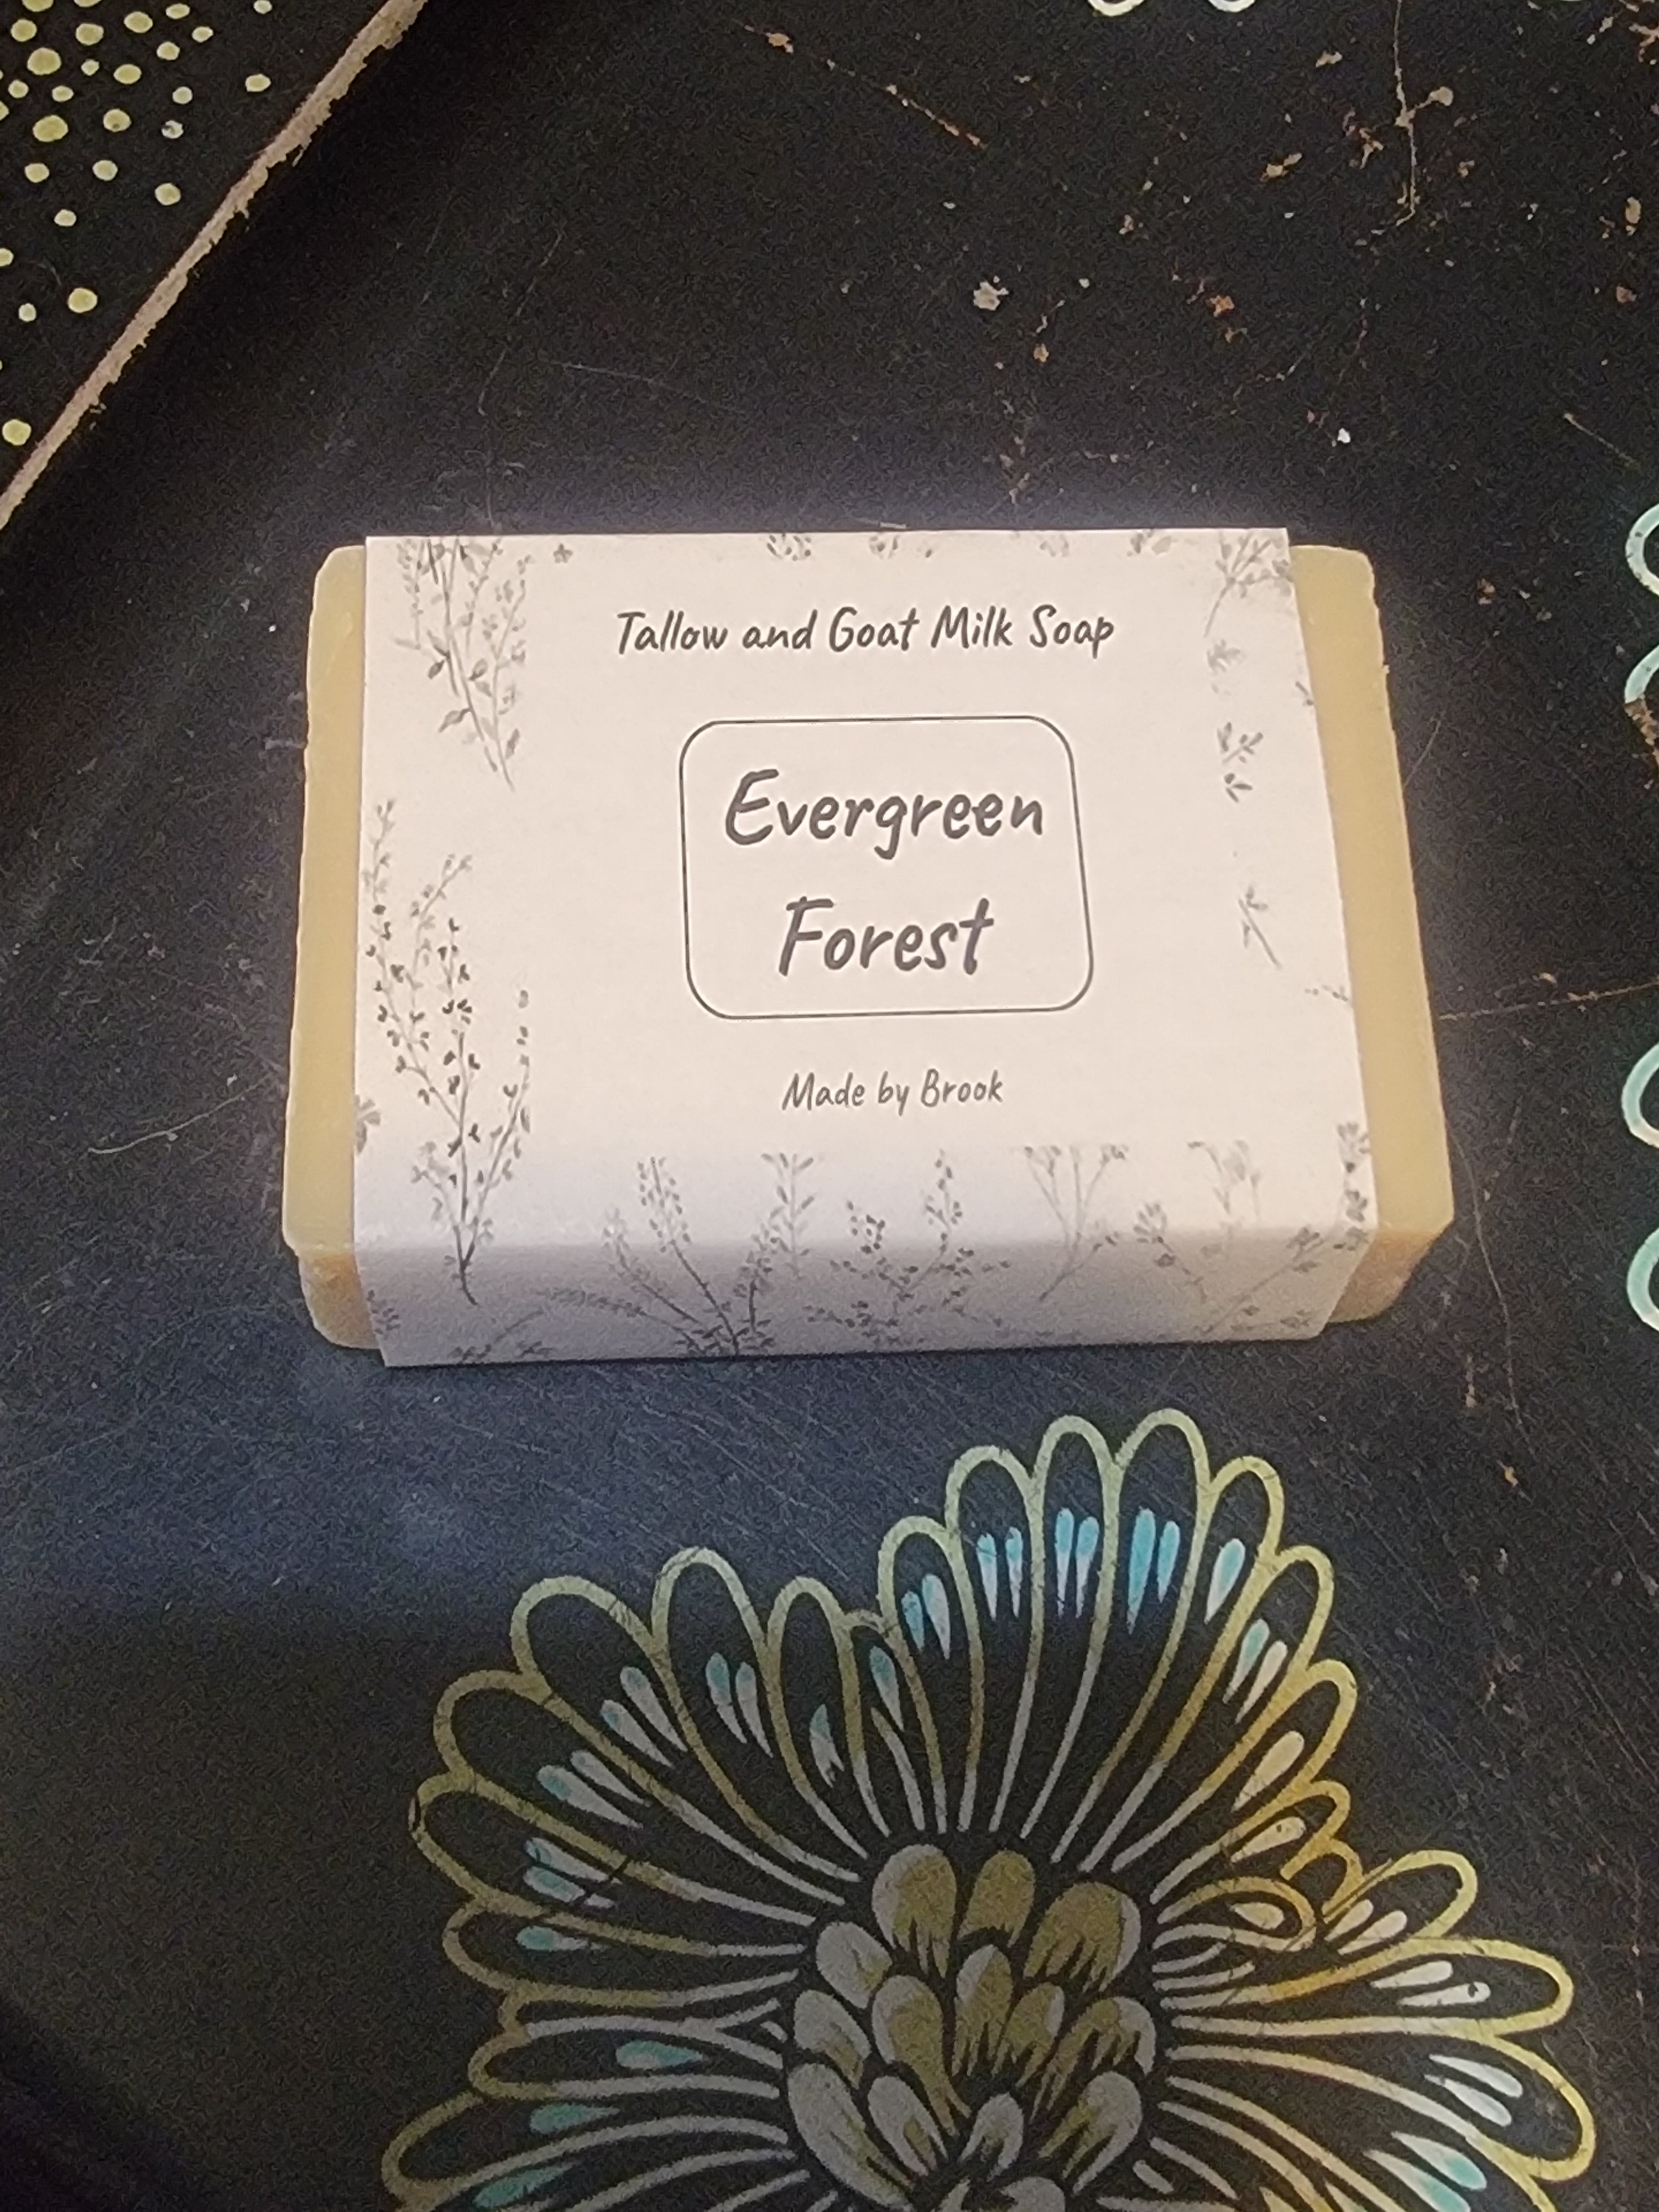 Tallow and Goat Milk Soap
Evergreen
Forest
Made by Brook